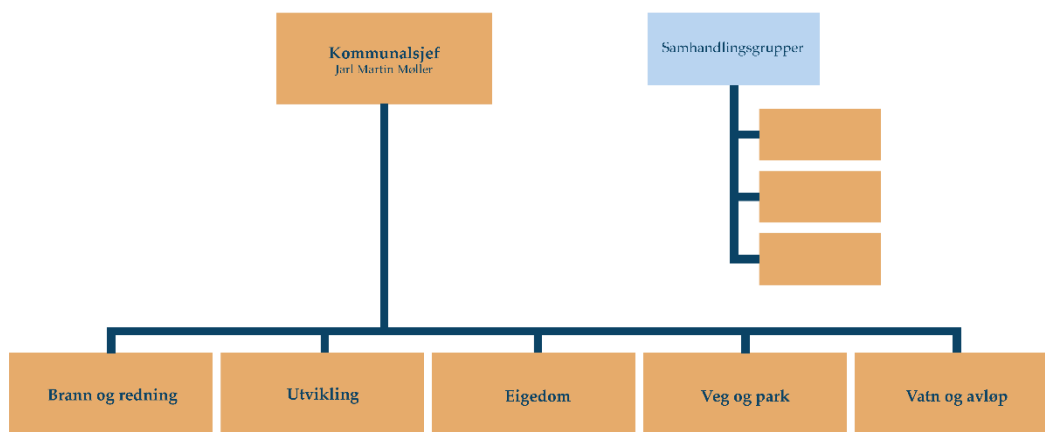 Kommunalsjef
Jarl Martin Møller
Samhandlingsgrupper
Brann og redning
Utvikling
Eigedom
Veg og park
Vatn og avløp